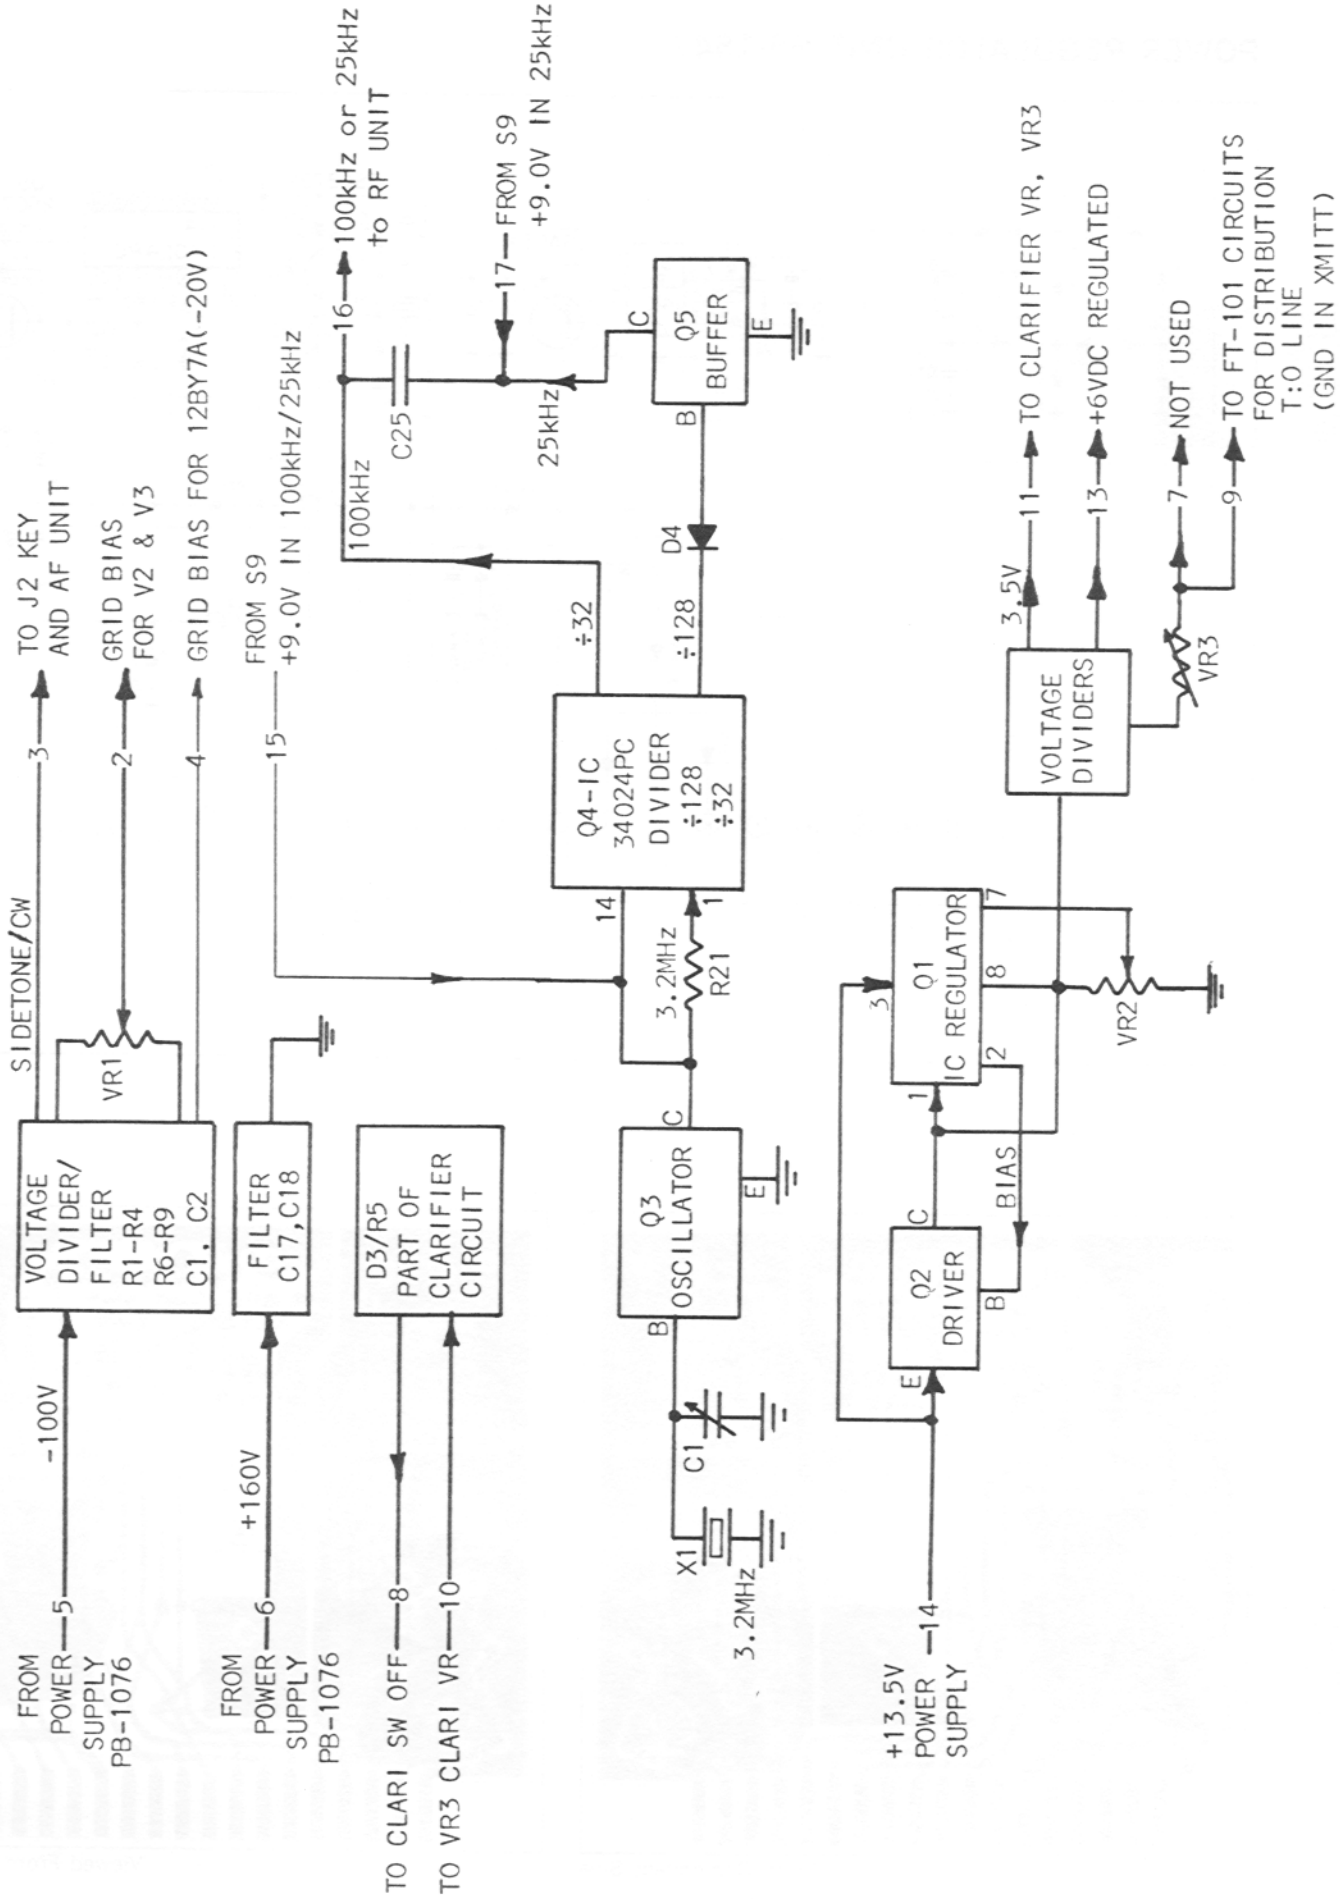 FROM
POWER
SUPPLY
PB-1076
5
-100V
VOLTAGE
DIVIDER/
FILTER
R1-R4
R6-R9
C1, C2
SIDETONE/CW
3
TO J2 KEY
AND AF UNIT
VR1
2
GRID BIAS
FOR V2 & V3
4
GRID BIAS FOR 12BY7A(-20V)
FROM
POWER
SUPPLY
PB-1076
6
+160V
FILTER
C17,C18
15
FROM S9
+9.0V IN 100kHz/25kHz
TO CLARI SW OFF
8
TO VR3 CLARI VR
10
D3/R5
PART OF
CLARIFIER
CIRCUIT
X1
3.2MHz
C1
B
Q3
OSCILLATOR
C
E
3.2MHz
R21
14
1
Q4-IC
34024PC
DIVIDER
÷128
÷32
÷32
÷128
100kHz
C25
16
100kHz or 25kHz
to RF UNIT
D4
25kHz
17
FROM S9
+9.0V IN 25kHz
B
Q5
BUFFER
C
E
+13.5V
POWER
SUPPLY
14
E
Q2
DRIVER
C
B
BIAS
3
1
Q1
IC REGULATOR
2
8
7
VR2
VOLTAGE
DIVIDERS
3.5V
11
TO CLARIFIER VR, VR3
13
+6VDC REGULATED
VR3
7
NOT USED
9
TO FT-101 CIRCUITS
FOR DISTRIBUTION
T:O LINE
(GND IN XMITT)